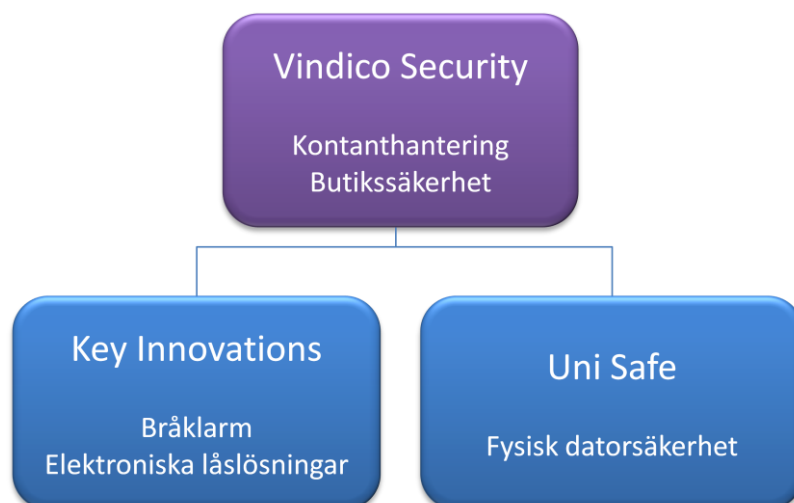 Vindico Security
Kontanthantering
Butikssäkerhet
Key Innovations
Bråklarm
Elektroniska låslösningar
Uni Safe
Fysisk datorsäkerhet